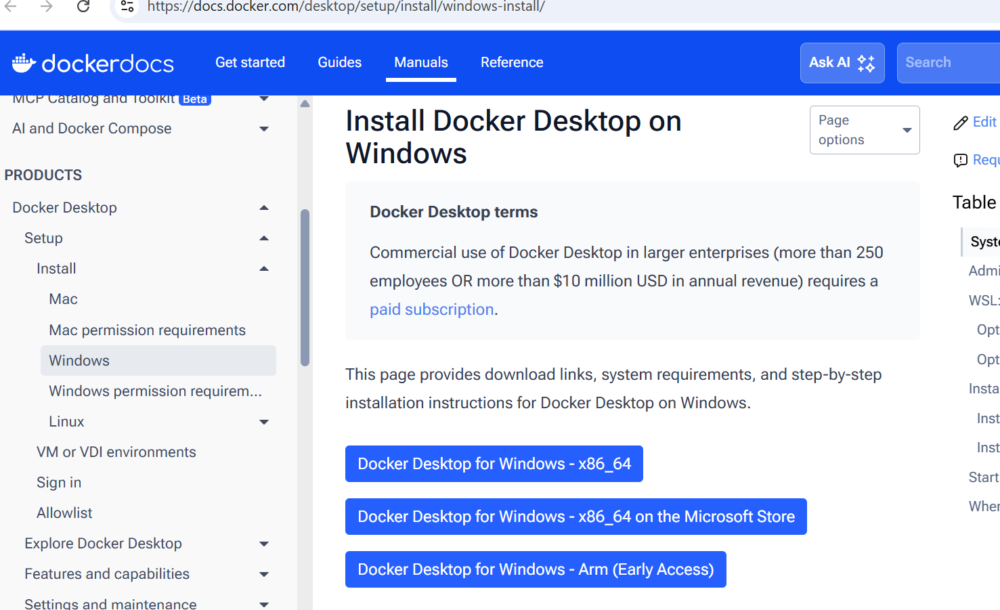 https://docs.docker.com/desktop/setup/install/windows-install/
dockerdocs
Get started
Guides
Manuals
Reference
Ask AI
Search
MCP Catalog and Toolkit Beta
AI and Docker Compose
PRODUCTS
Docker Desktop
Setup
Install
Mac
Mac permission requirements
Windows
Windows permission requirem...
Linux
VM or VDI environments
Sign in
Allowlist
Explore Docker Desktop
Features and capabilities
Settings and maintenance
Install Docker Desktop on
Windows
Page
options
Docker Desktop terms
Commercial use of Docker Desktop in larger enterprises (more than 250
employees OR more than $10 million USD in annual revenue) requires a
paid subscription.
This page provides download links, system requirements, and step-by-step
installation instructions for Docker Desktop on Windows.
Docker Desktop for Windows - x86_64
Docker Desktop for Windows - x86_64 on the Microsoft Store
Docker Desktop for Windows - Arm (Early Access)
Edit
Requ
Table
Syste
Admi
WSL:
Opt
Opt
Insta
Inst
Inst
Start
Wher